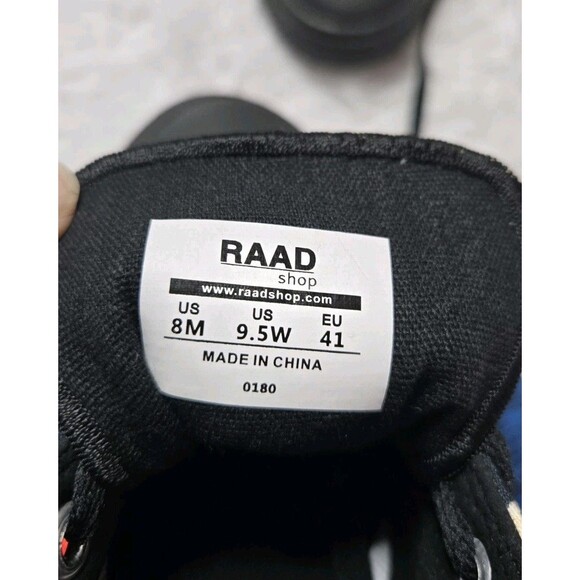 RAAD
shop
www.raadshop.com
US US EU
8M 9.5W 41
MADE IN CHINA
0180